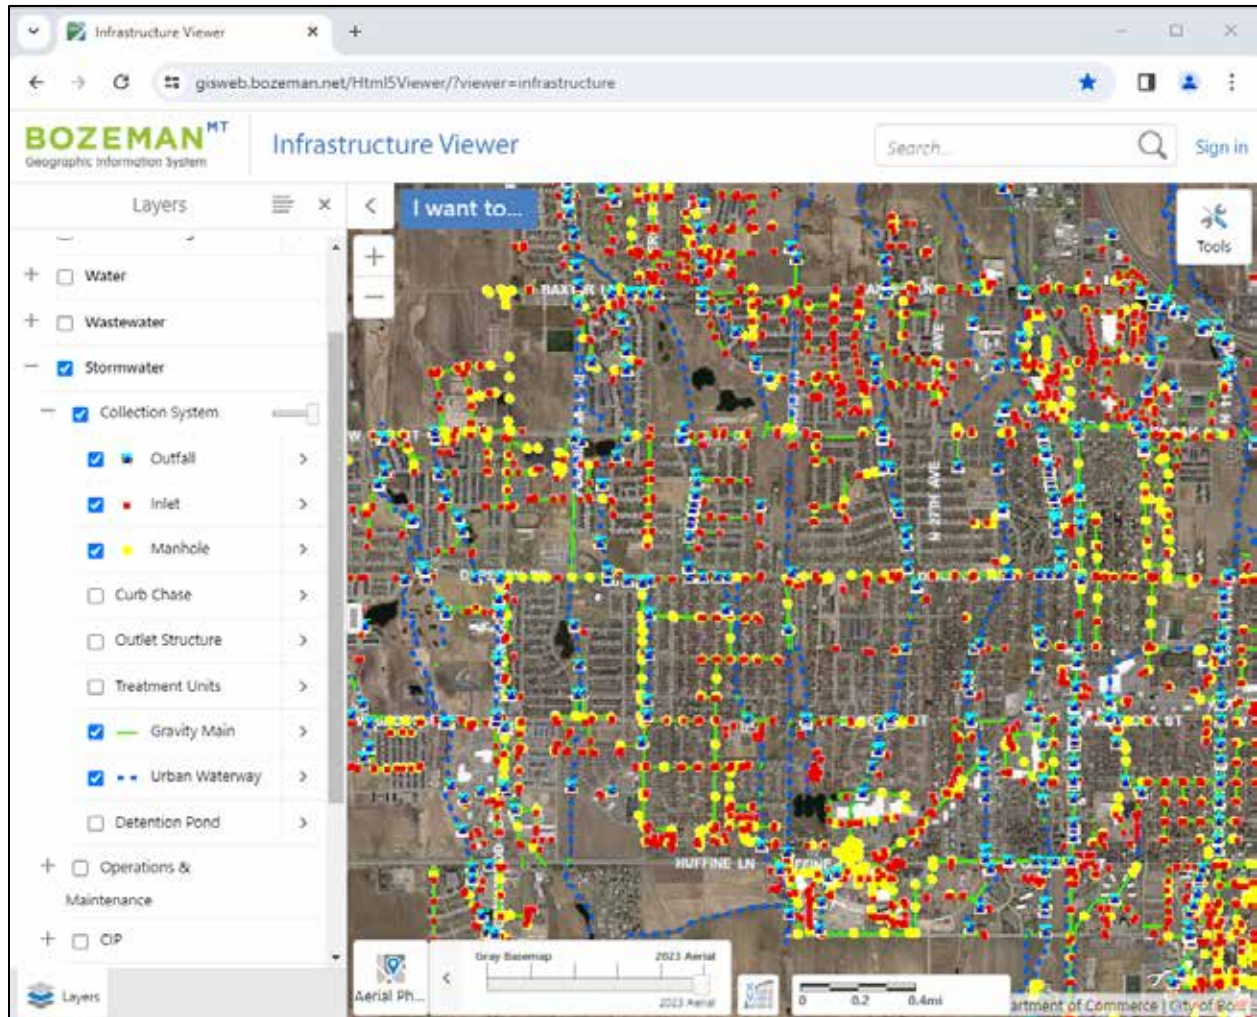 Infrastructure Viewer
gisweb.bozeman.net/Html5Viewer/?viewer=infrastructure
BOZEMAN MT
Geographic Information System
Infrastructure Viewer
Search...
Sign in
Layers
I want to...
Tools
Water
Wastewater
Stormwater
Collection System
Outfall
Inlet
Manhole
Curb Chase
Outlet Structure
Treatment Units
Gravity Main
Urban Waterway
Detention Pond
Operations &
Maintenance
CIP
Layers
BAXTER LN
N 27TH AVE
HUFFINE LN
Aerial Ph...
Gray Basemap
2023 Aerial
2023 Aerial
0 0.2 0.4mi
artment of Commerce | City of Bo